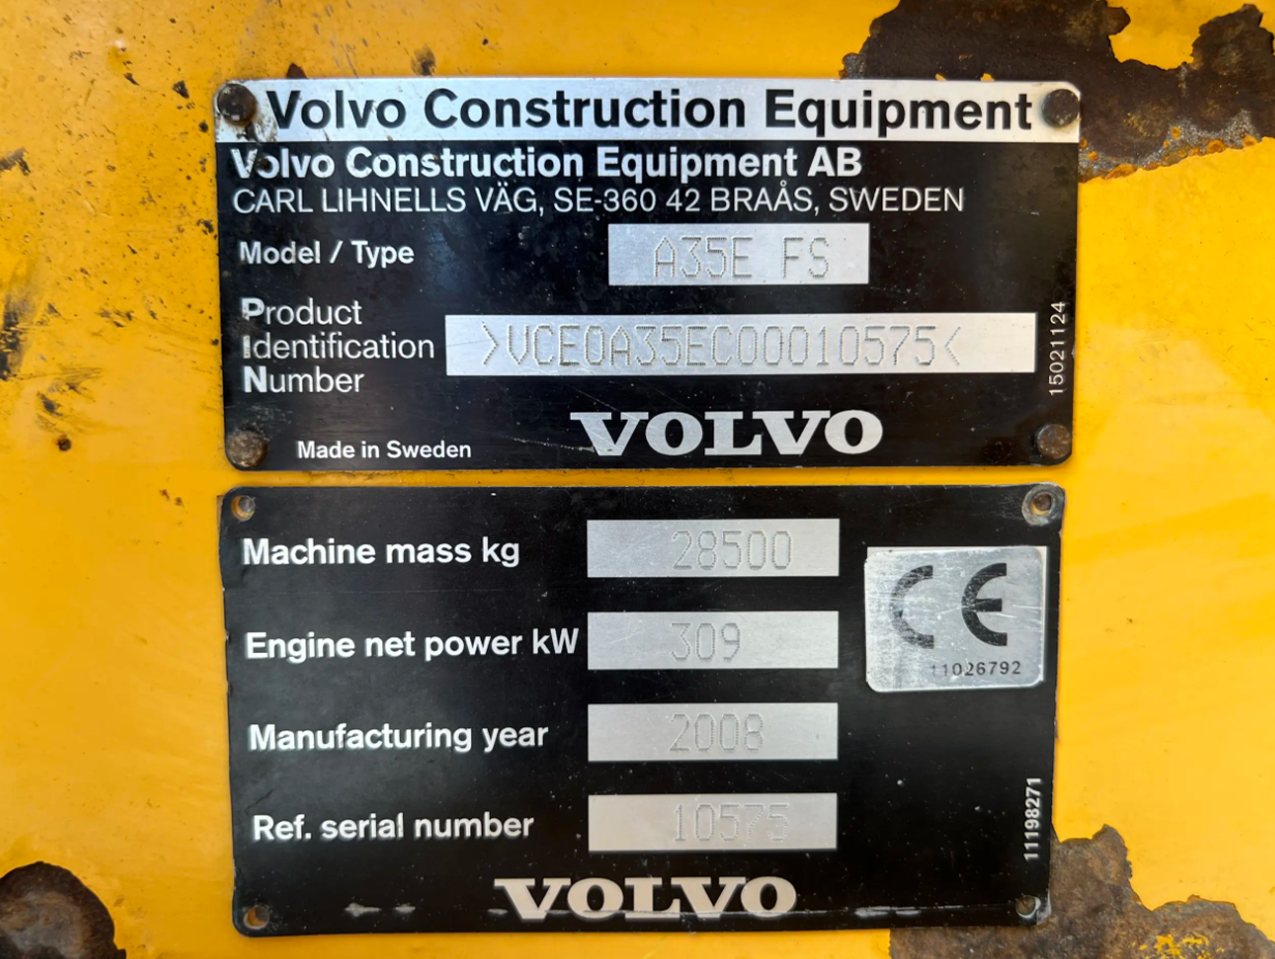 Volvo Construction Equipment
Volvo Construction Equipment AB
CARL LIHNELLS VÄG, SE-360 42 BRAÅS, SWEDEN
Model / Type A35E FS
Product
Identification
Number
>VCE0A35EC00010575<
15021124
Made in Sweden
VOLVO
Machine mass kg 28500
Engine net power kW 309
CE
11026792
Manufacturing year 2008
Ref. serial number 10575
11198271
VOLVO